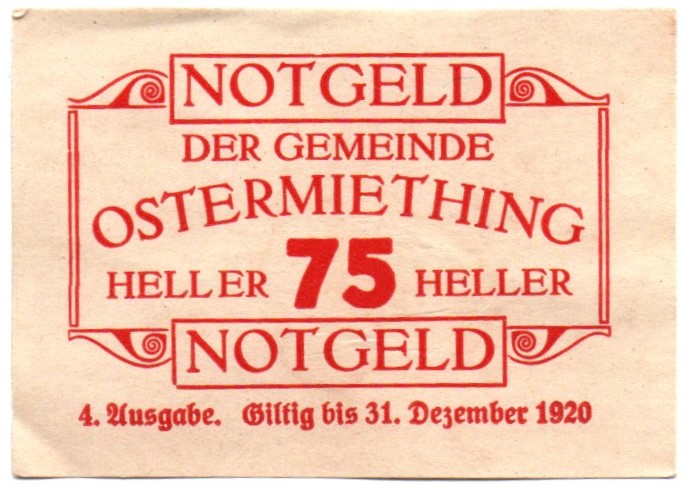 NOTGELD
DER GEMEINDE
OSTERMIETHING
HELLER 75 HELLER
NOTGELD
4. Ausgabe. Giltig bis 31. Dezember 1920